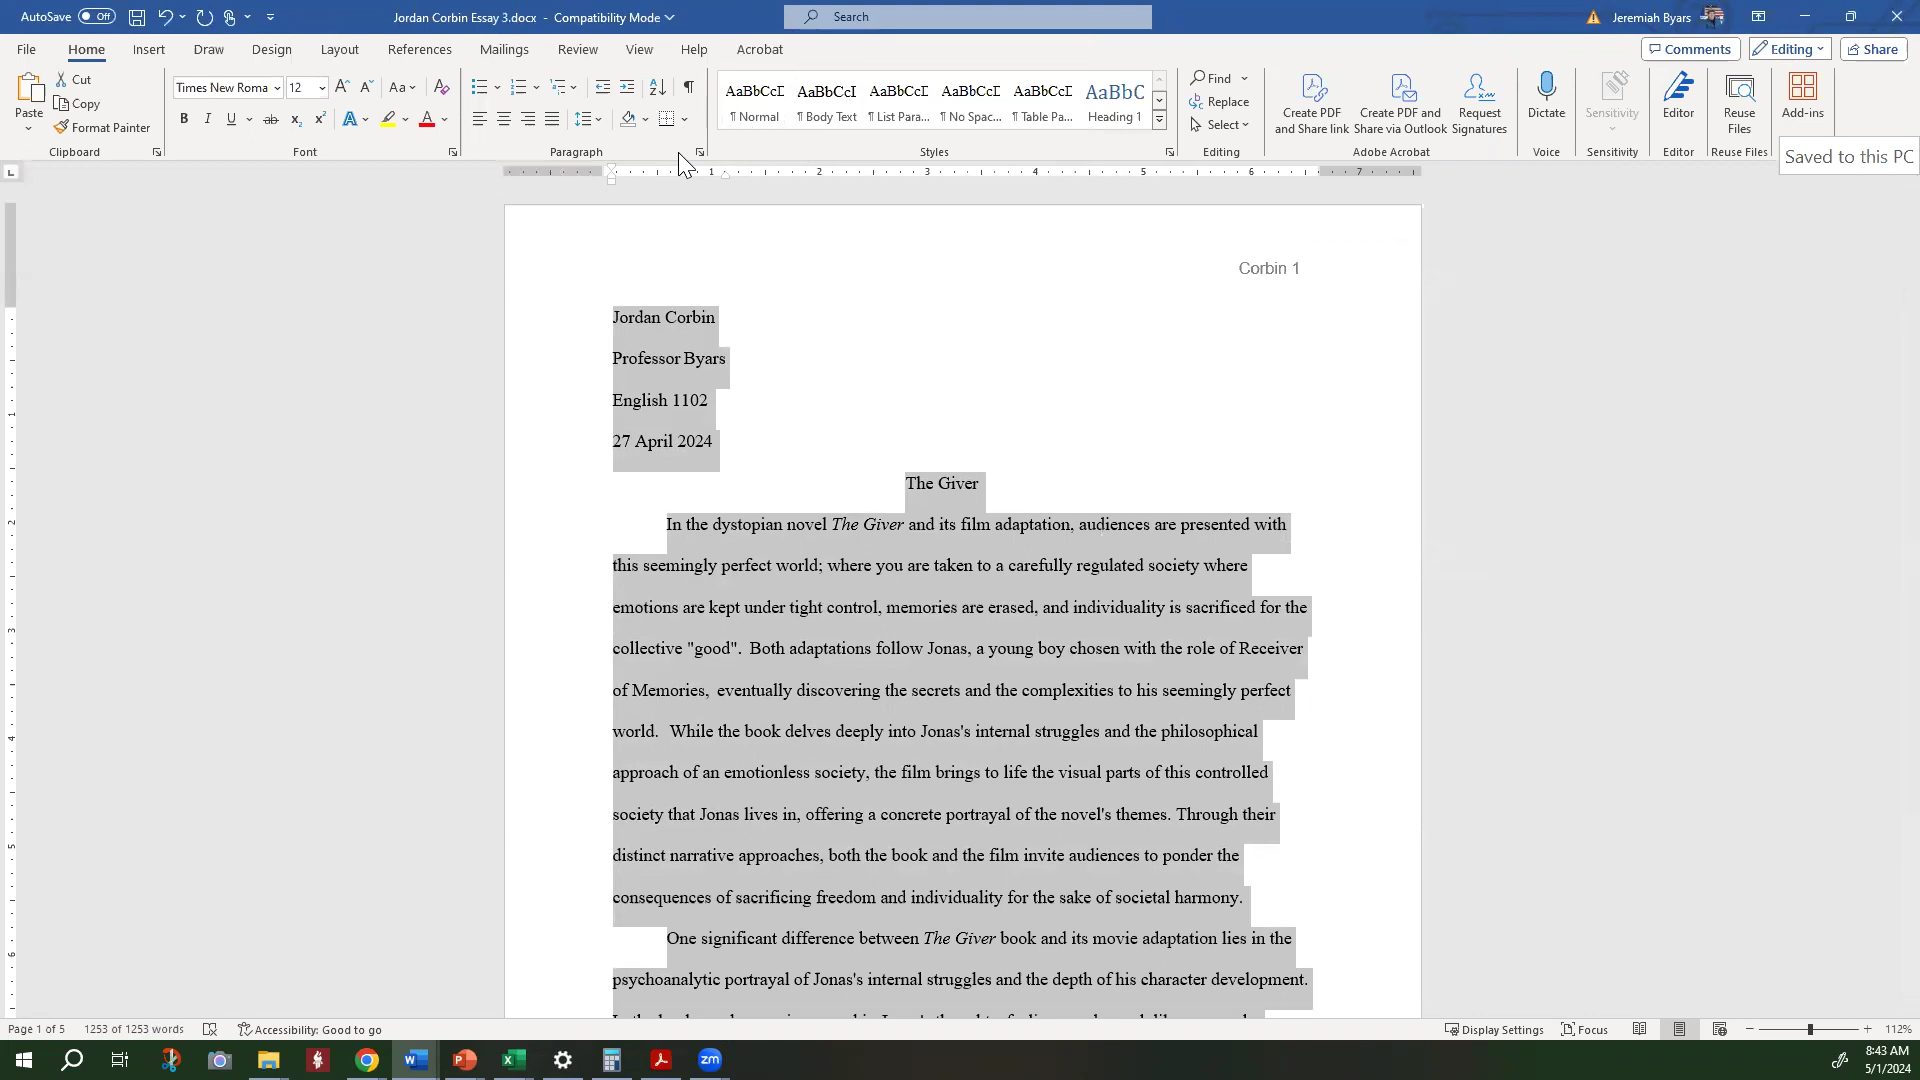 AutoSave Off Jordan Corbin Essay 3.docx - Compatibility Mode Search Jeremiah Byars
File Home Insert Draw Design Layout References Mailings Review View Help Acrobat Comments Editing Share
Paste Cut Copy Format Painter Clipboard
Times New Roma 12 Aa Font
Paragraph
AaBbCcI AaBbCcI AaBbCcI AaBbCcI AaBbCcI AaBbC
¶ Normal ¶ Body Text ¶ List Para... ¶ No Spac... ¶ Table Pa... Heading 1
Styles
Find Replace Select Editing
Create PDF and Share link
Create PDF and Share via Outlook
Request Signatures
Adobe Acrobat
Dictate Voice
Sensitivity Sensitivity
Editor Editor
Reuse Files Reuse Files
Add-ins
Saved to this PC
1 2 3 4 5 6 7
Corbin 1
Jordan Corbin
Professor Byars
English 1102
27 April 2024
The Giver
In the dystopian novel The Giver and its film adaptation, audiences are presented with
this seemingly perfect world; where you are taken to a carefully regulated society where
emotions are kept under tight control, memories are erased, and individuality is sacrificed for the
collective "good". Both adaptations follow Jonas, a young boy chosen with the role of Receiver
of Memories, eventually discovering the secrets and the complexities to his seemingly perfect
world. While the book delves deeply into Jonas's internal struggles and the philosophical
approach of an emotionless society, the film brings to life the visual parts of this controlled
society that Jonas lives in, offering a concrete portrayal of the novel's themes. Through their
distinct narrative approaches, both the book and the film invite audiences to ponder the
consequences of sacrificing freedom and individuality for the sake of societal harmony.
One significant difference between The Giver book and its movie adaptation lies in the
psychoanalytic portrayal of Jonas's internal struggles and the depth of his character development.
Page 1 of 5 1253 of 1253 words Accessibility: Good to go Display Settings Focus 112%
8:43 AM
5/1/2024